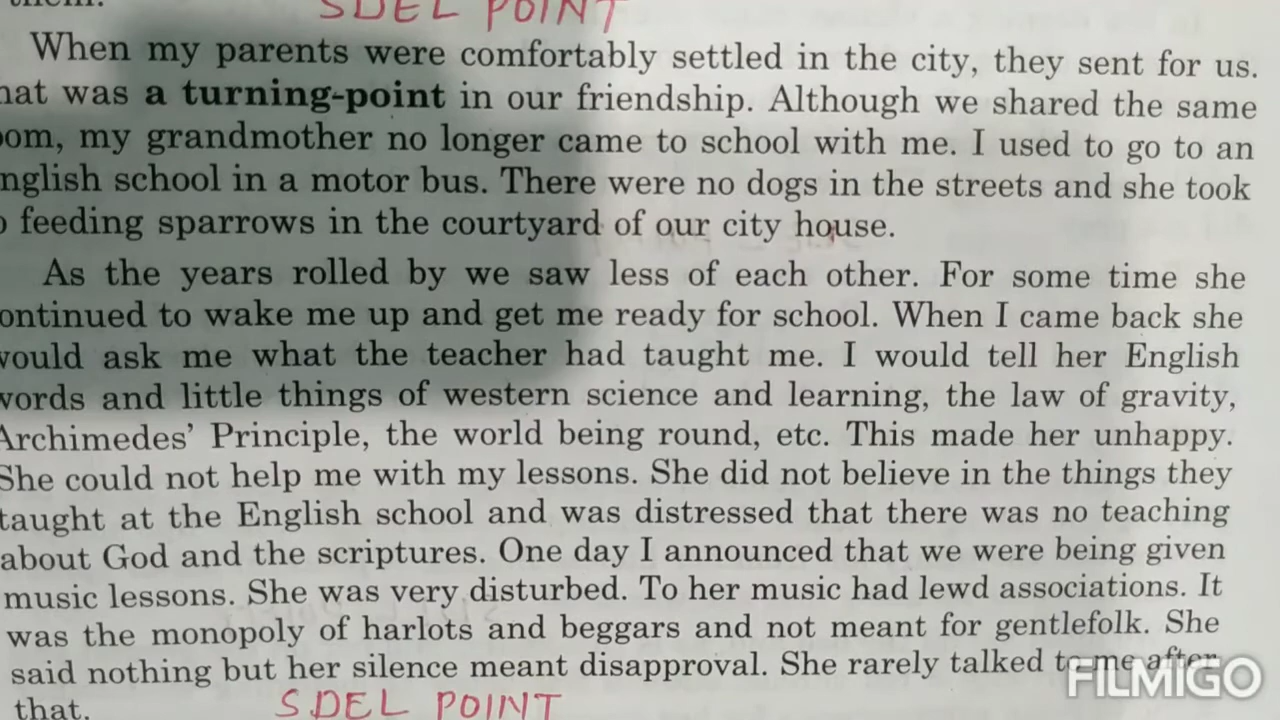 them.
SDEL POINT
When my parents were comfortably settled in the city, they sent for us.
hat was a turning-point in our friendship. Although we shared the same
oom, my grandmother no longer came to school with me. I used to go to an
nglish school in a motor bus. There were no dogs in the streets and she took
o feeding sparrows in the courtyard of our city house.
As the years rolled by we saw less of each other. For some time she
ontinued to wake me up and get me ready for school. When I came back she
would ask me what the teacher had taught me. I would tell her English
words and little things of western science and learning, the law of gravity,
Archimedes' Principle, the world being round, etc. This made her unhappy.
She could not help me with my lessons. She did not believe in the things they
taught at the English school and was distressed that there was no teaching
about God and the scriptures. One day I announced that we were being given
music lessons. She was very disturbed. To her music had lewd associations. It
was the monopoly of harlots and beggars and not meant for gentlefolk. She
said nothing but her silence meant disapproval. She rarely talked to me after
that.
SDEL POINT
FILMIGO